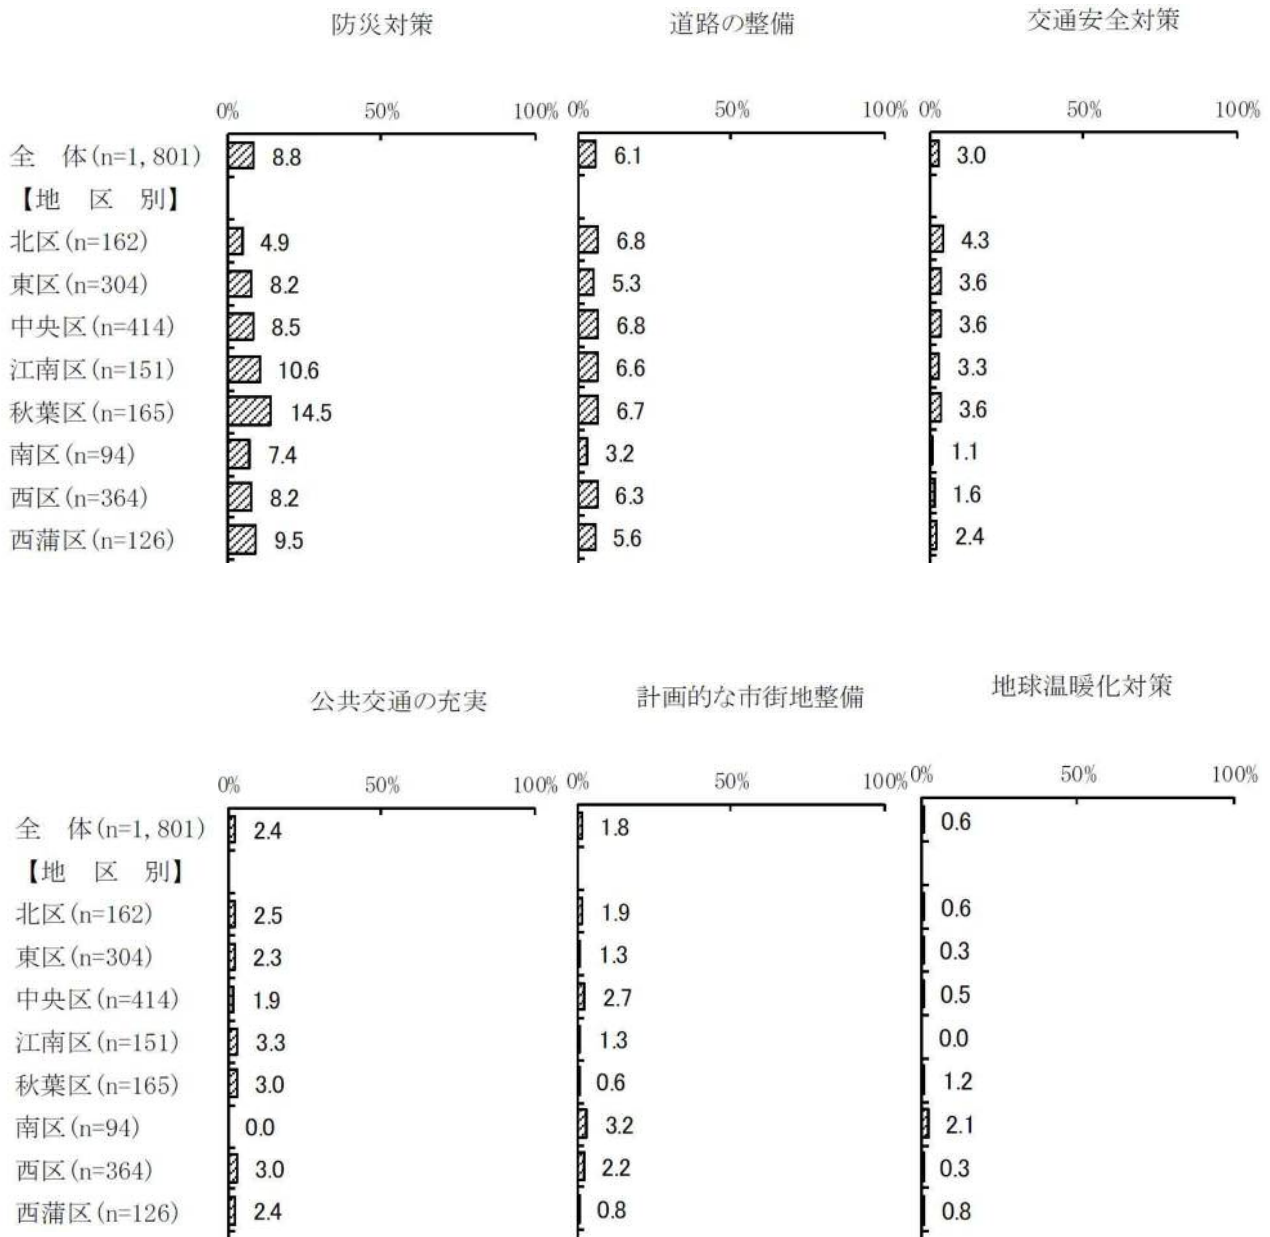 防災対策 道路の整備 交通安全対策
0% 50% 100% 0% 50% 100% 0% 50% 100%
全 体(n=1,801) 8.8 6.1 3.0
【地 区 別】
北区(n=162) 4.9 6.8 4.3
東区(n=304) 8.2 5.3 3.6
中央区(n=414) 8.5 6.8 3.6
江南区(n=151) 10.6 6.6 3.3
秋葉区(n=165) 14.5 6.7 3.6
南区(n=94) 7.4 3.2 1.1
西区(n=364) 8.2 6.3 1.6
西蒲区(n=126) 9.5 5.6 2.4
公共交通の充実 計画的な市街地整備 地球温暖化対策
0% 50% 100% 0% 50% 100% 0% 50% 100%
全 体(n=1,801) 2.4 1.8 0.6
【地 区 別】
北区(n=162) 2.5 1.9 0.6
東区(n=304) 2.3 1.3 0.3
中央区(n=414) 1.9 2.7 0.5
江南区(n=151) 3.3 1.3 0.0
秋葉区(n=165) 3.0 0.6 1.2
南区(n=94) 0.0 3.2 2.1
西区(n=364) 3.0 2.2 0.3
西蒲区(n=126) 2.4 0.8 0.8